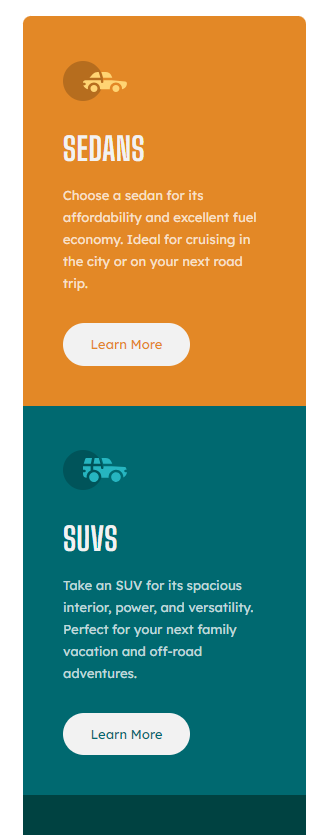 SEDANS
Choose a sedan for its
affordability and excellent fuel
economy. Ideal for cruising in
the city or on your next road
trip.
Learn More
SUVS
Take an SUV for its spacious
interior, power, and versatility.
Perfect for your next family
vacation and off-road
adventures.
Learn More